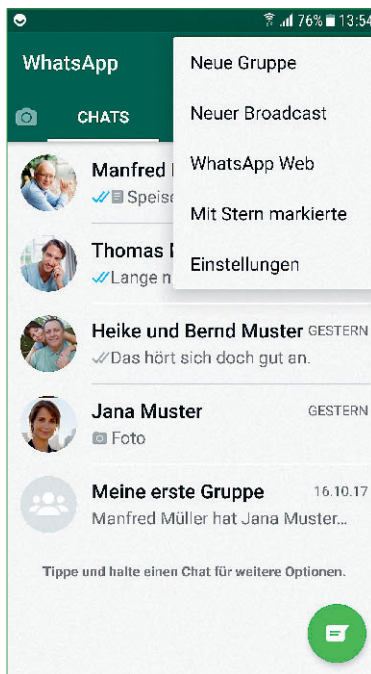 76% 13:54
WhatsApp
Neue Gruppe
CHATS
Neuer Broadcast
WhatsApp Web
Mit Stern markierte
Einstellungen
Manfred
Speise
Thomas
Lange n
Heike und Bernd Muster GESTERN
Das hört sich doch gut an.
Jana Muster GESTERN
Foto
Meine erste Gruppe 16.10.17
Manfred Müller hat Jana Muster...
Tippe und halte einen Chat für weitere Optionen.